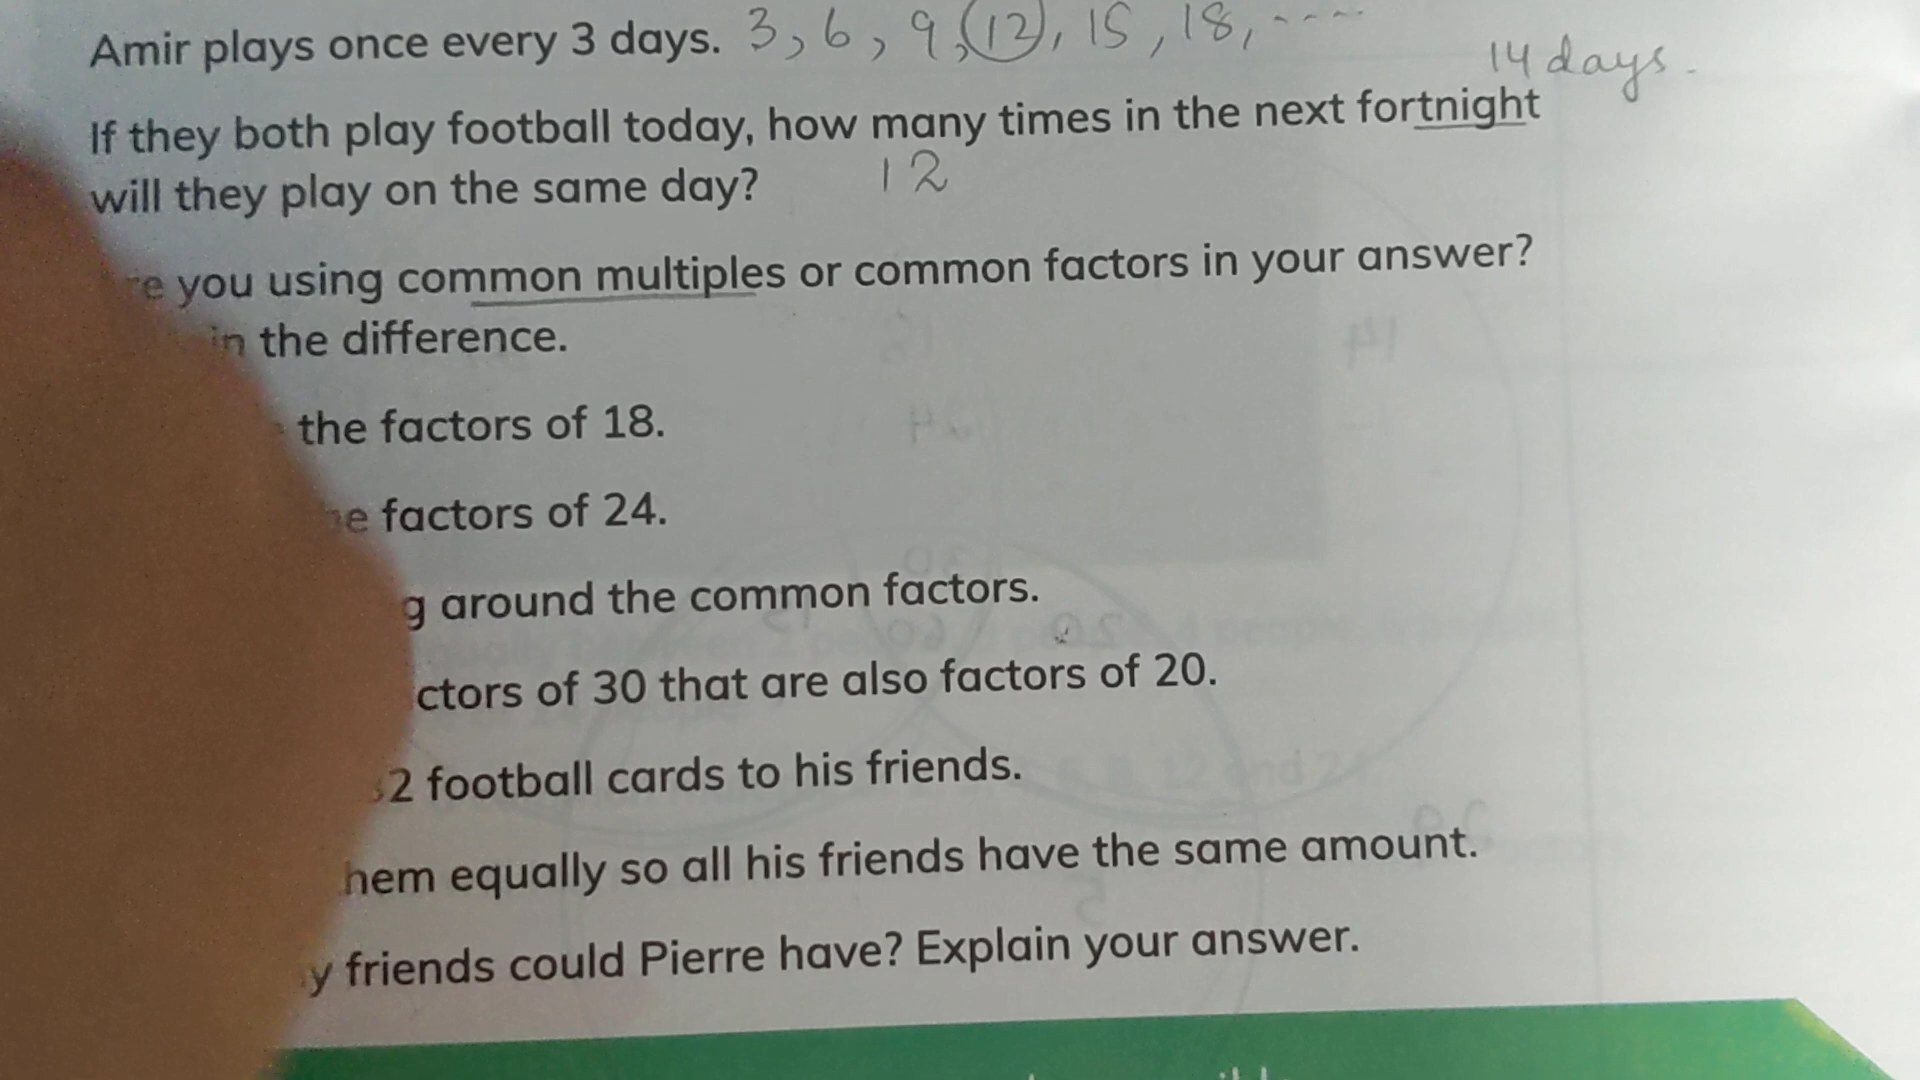 Amir plays once every 3 days. 3, 6, 9, 12, 15, 18, ----
14 days.
If they both play football today, how many times in the next fortnight
will they play on the same day? 12
you using common multiples or common factors in your answer?
the difference.
the factors of 18.
factors of 24.
around the common factors.
of 30 that are also factors of 20.
football cards to his friends.
equally so all his friends have the same amount.
friends could Pierre have? Explain your answer.